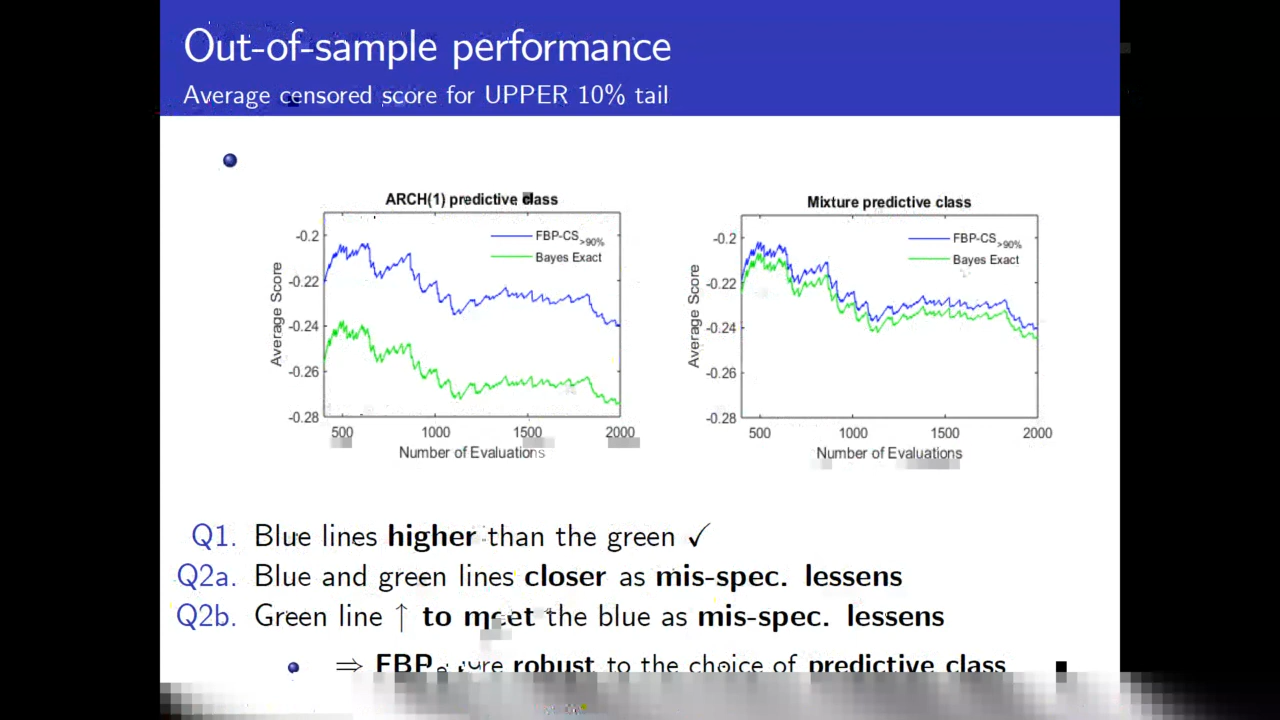 Out-of-sample performance
Average censored score for UPPER 10% tail
ARCH(1) predictive class
-0.2
-0.22
-0.24
-0.26
-0.28
Average Score
FBP-CS>90%
Bayes Exact
500 1000 1500 2000
Number of Evaluations
Mixture predictive class
-0.2
-0.22
-0.24
-0.26
-0.28
Average Score
FBP-CS>90%
Bayes Exact
500 1000 1500 2000
Number of Evaluations
Q1. Blue lines higher than the green ✓
Q2a. Blue and green lines closer as mis-spec. lessens
Q2b. Green line ↑ to meet the blue as mis-spec. lessens
⇒ FBP robust to the choice of predictive class